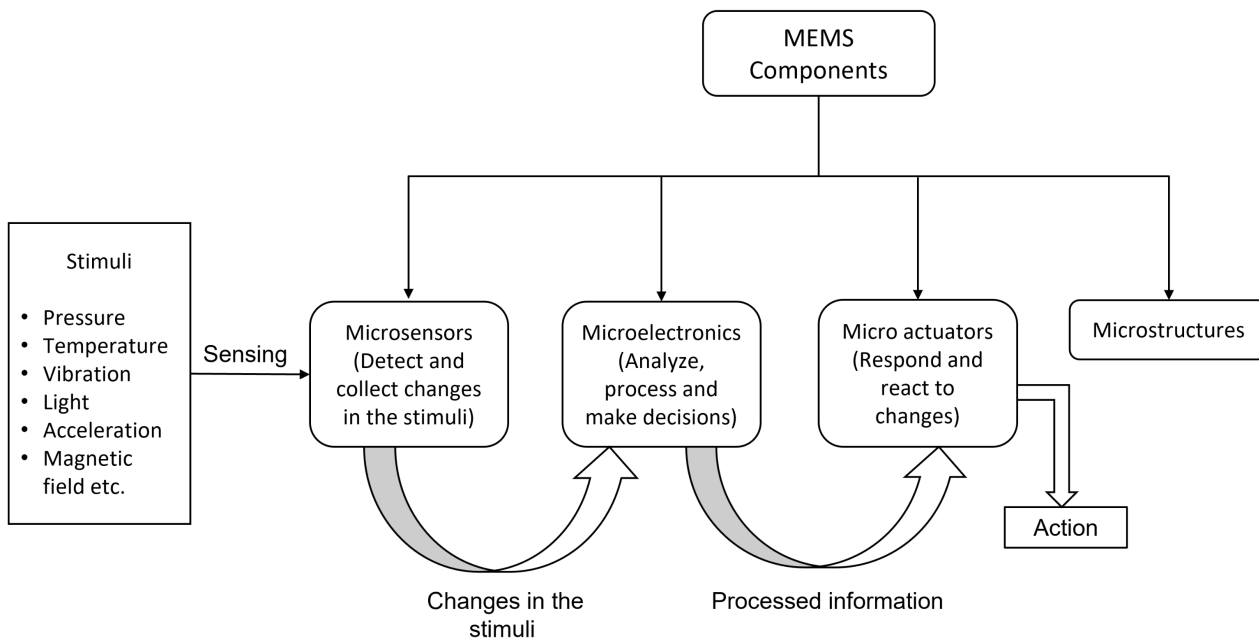 MEMS
Components
Stimuli
• Pressure
• Temperature
• Vibration
• Light
• Acceleration
• Magnetic
field etc.
Sensing
Microsensors
(Detect and
collect changes
in the stimuli)
Microelectronics
(Analyze,
process and
make decisions)
Micro actuators
(Respond and
react to
changes)
Microstructures
Action
Changes in the
stimuli
Processed information